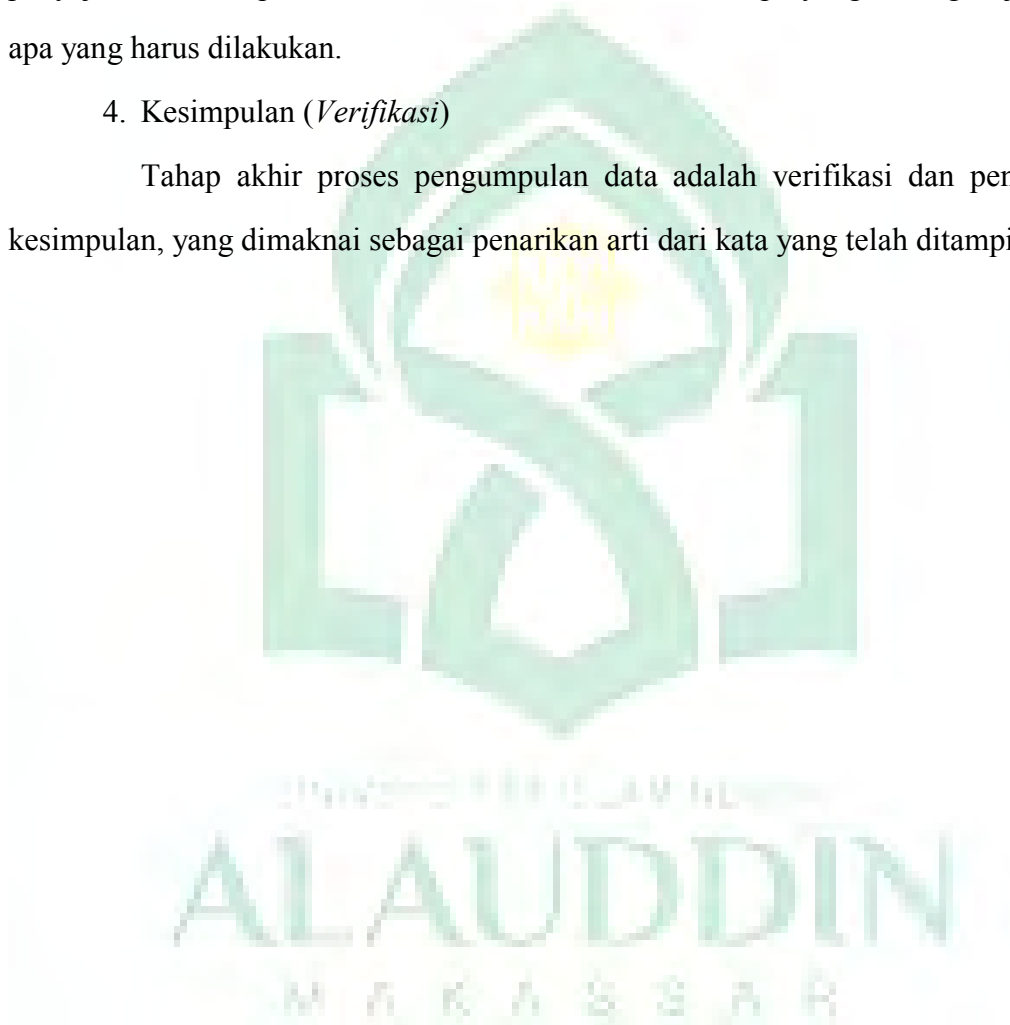 apa yang harus dilakukan.
4. Kesimpulan (Verifikasi)
Tahap akhir proses pengumpulan data adalah verifikasi dan
kesimpulan, yang dimaknai sebagai penarikan arti dari kata yang telah
ALAUDDIN
MAKASSAR